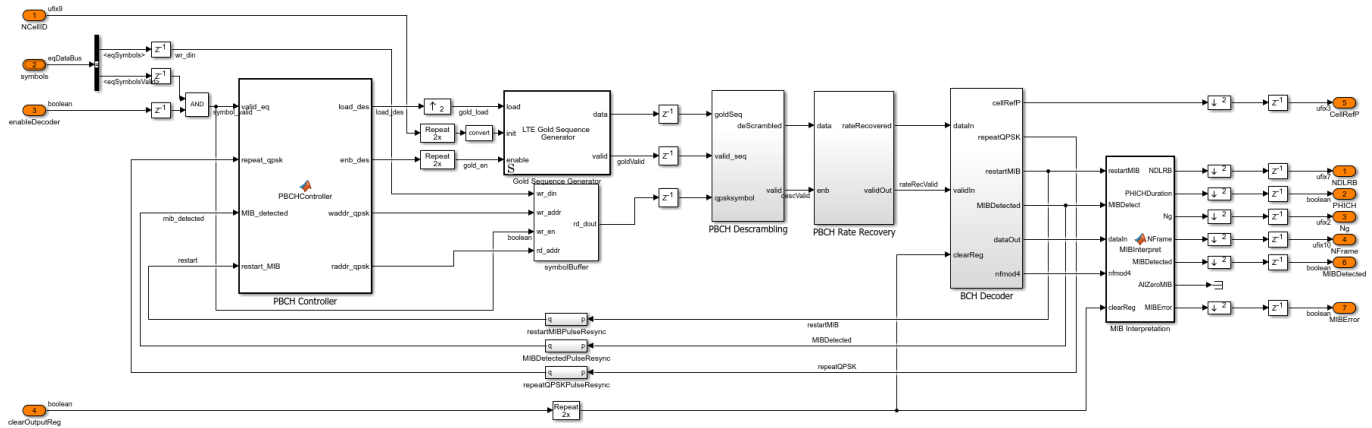 1
ufix9
NCellID
2
eqDataBus
symbols
<eqSymbols>
Z⁻¹
wr_din
<eqSymbolsValid>
Z⁻¹
3
boolean
enableDecoder
Z⁻¹
AND
symbol_valid
valid_eq
repeat_qpsk
MIB_detected
restart_MIB
PBCHController
load_des
enb_des
waddr_qpsk
raddr_qpsk
PBCH Controller
mib_detected
restart
load_des
↑ 2
gold_load
Repeat
2x
convert
Repeat
2x
gold_en
load
init
enable
LTE Gold Sequence
Generator
S
data
valid
Gold Sequence Generator
wr_din
wr_addr
wr_en
rd_addr
rd_dout
boolean
symbolBuffer
Z⁻¹
goldValid
Z⁻¹
Z⁻¹
goldSeq
valid_seq
qpsksymbol
deScrambled
valid
PBCH Descrambling
descValid
data
enb
rateRecovered
validOut
PBCH Rate Recovery
rateRecValid
dataIn
validIn
clearReg
cellRefP
repeatQPSK
restartMIB
MIBDetected
dataOut
nfmod4
BCH Decoder
restartMIB
MIBDetect
dataIn
nfmod4
clearReg
MIBInterpret
NDLRB
PHICHDuration
Ng
NFrame
MIBDetected
AllZeroMIB
MIBError
MIB Interpretation
↓ 2
Z⁻¹
ufix3
5
CellRefP
↓ 2
Z⁻¹
ufix7
1
NDLRB
↓ 2
Z⁻¹
boolean
2
PHICH
↓ 2
Z⁻¹
ufix2
3
Ng
↓ 2
Z⁻¹
ufix10
4
NFrame
↓ 2
Z⁻¹
boolean
6
MIBDetected
↓ 2
Z⁻¹
boolean
7
MIBError
q p
restartMIBPulseResync
restartMIB
q p
MIBDetectedPulseResync
MIBDetected
q p
repeatQPSKPulseResync
repeatQPSK
4
boolean
clearOutputReg
Repeat
2x